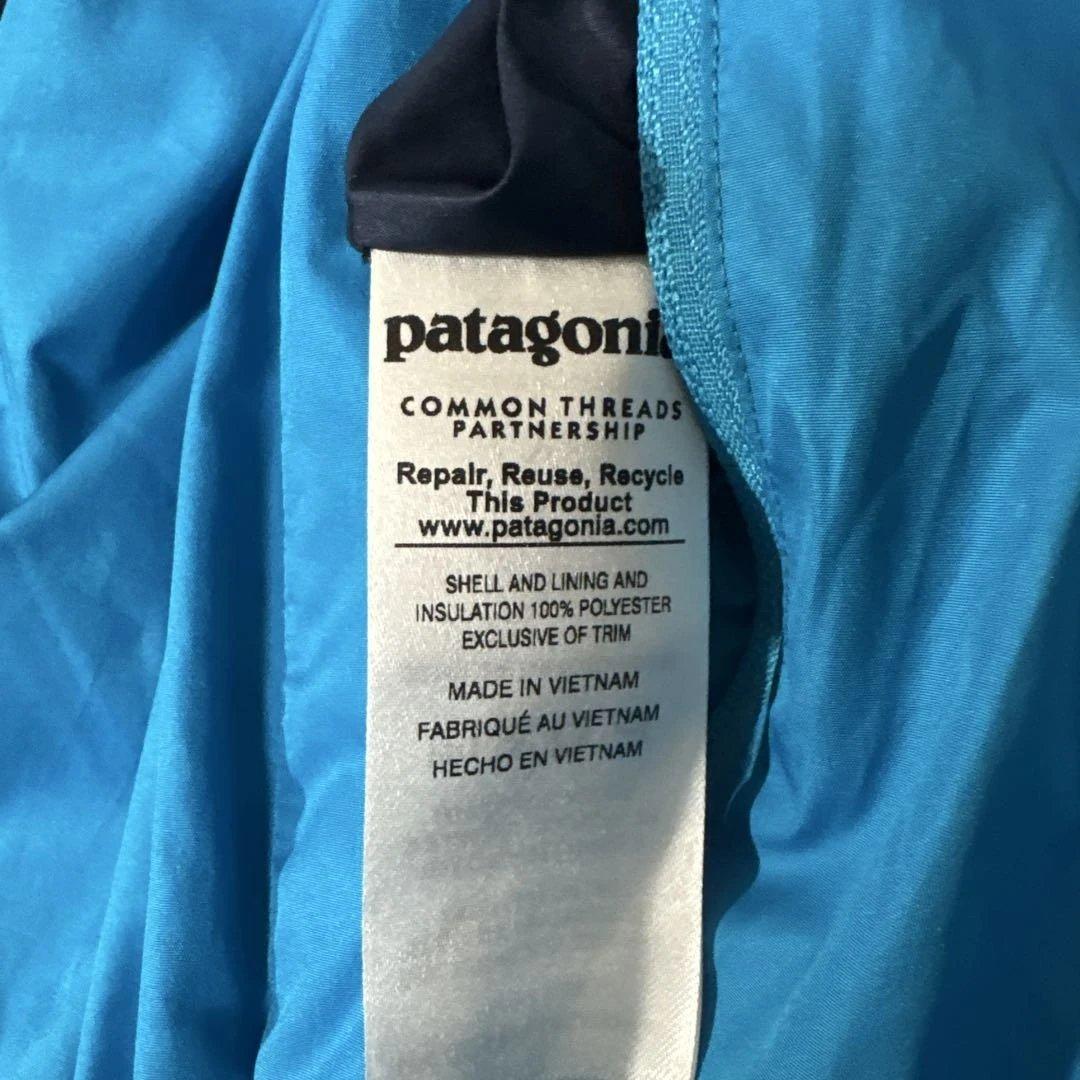 patagonia
COMMON THREADS
PARTNERSHIP
Repair, Reuse, Recycle
This Product
www.patagonia.com
SHELL AND LINING AND
INSULATION 100% POLYESTER
EXCLUSIVE OF TRIM
MADE IN VIETNAM
FABRIQUÉ AU VIETNAM
HECHO EN VIETNAM